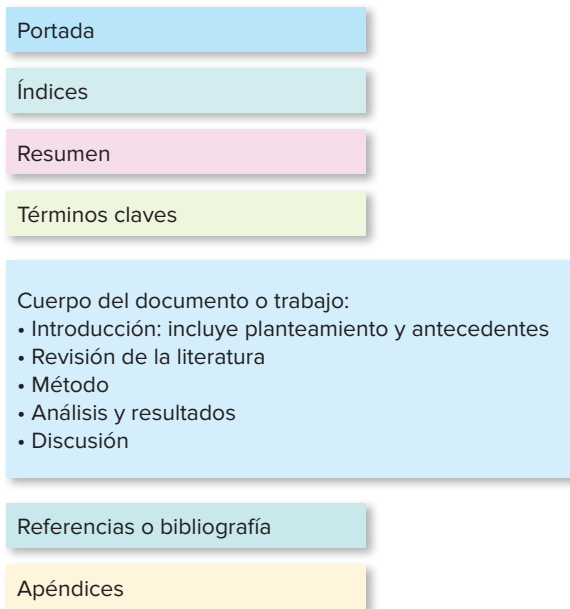 Portada
Índices
Resumen
Términos claves
Cuerpo del documento o trabajo:
• Introducción: incluye planteamiento y antecedentes
• Revisión de la literatura
• Método
• Análisis y resultados
• Discusión
Referencias o bibliografía
Apéndices